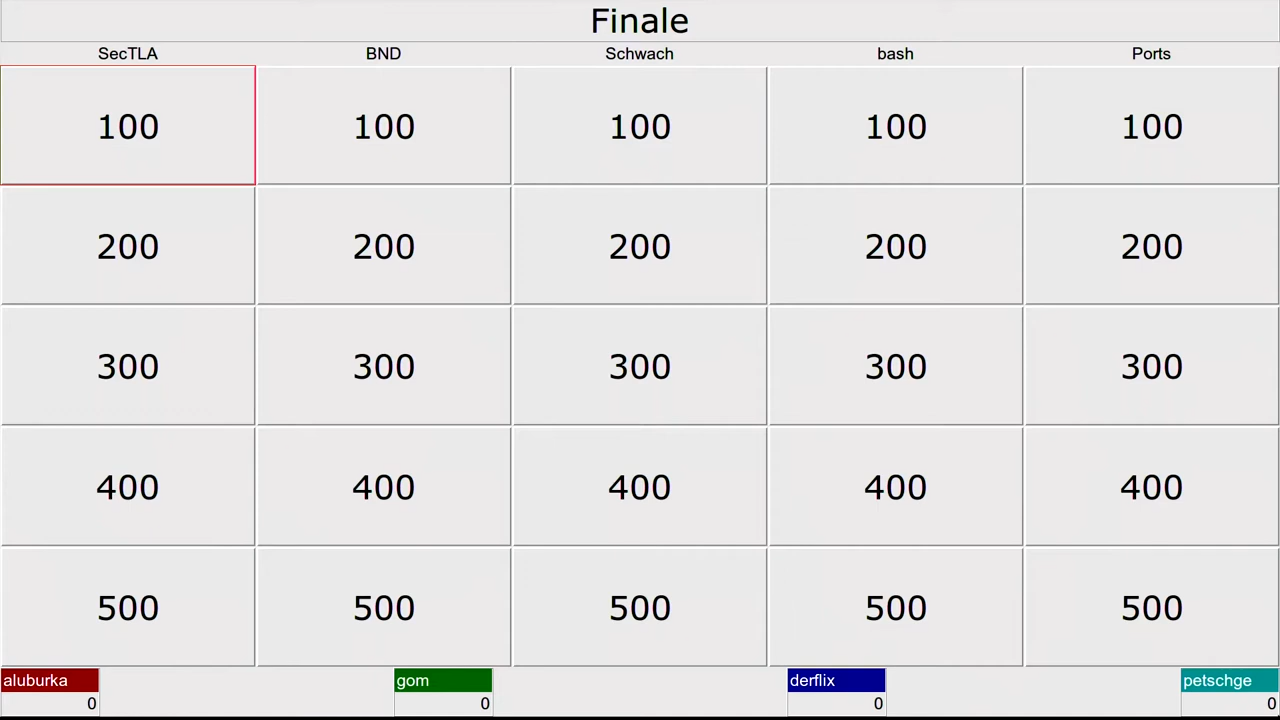 Finale
SecTLA BND Schwach bash Ports
100 100 100 100 100
200 200 200 200 200
300 300 300 300 300
400 400 400 400 400
500 500 500 500 500
aluburka gom derflix petschge
0 0 0 0